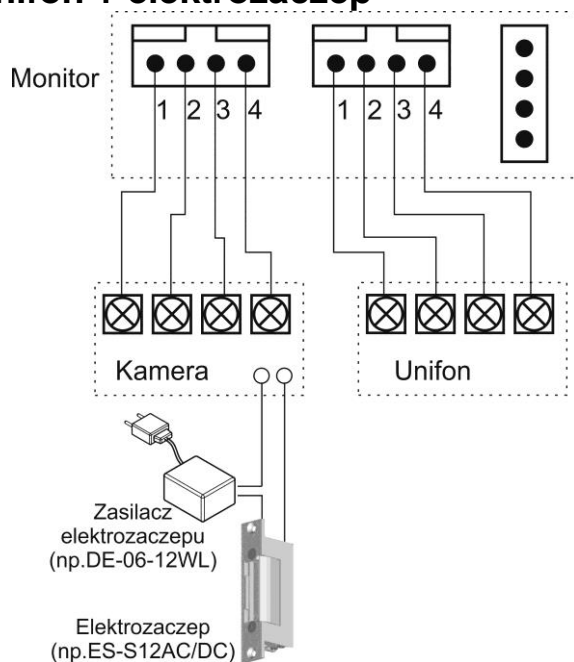 Monitor
1 2 3 4
1 2 3 4
Kamera
Unifon
Zasilacz
elektrozaczepu
(np.DE-06-12WL)
Elektrozaczep
(np.ES-S12AC/DC)